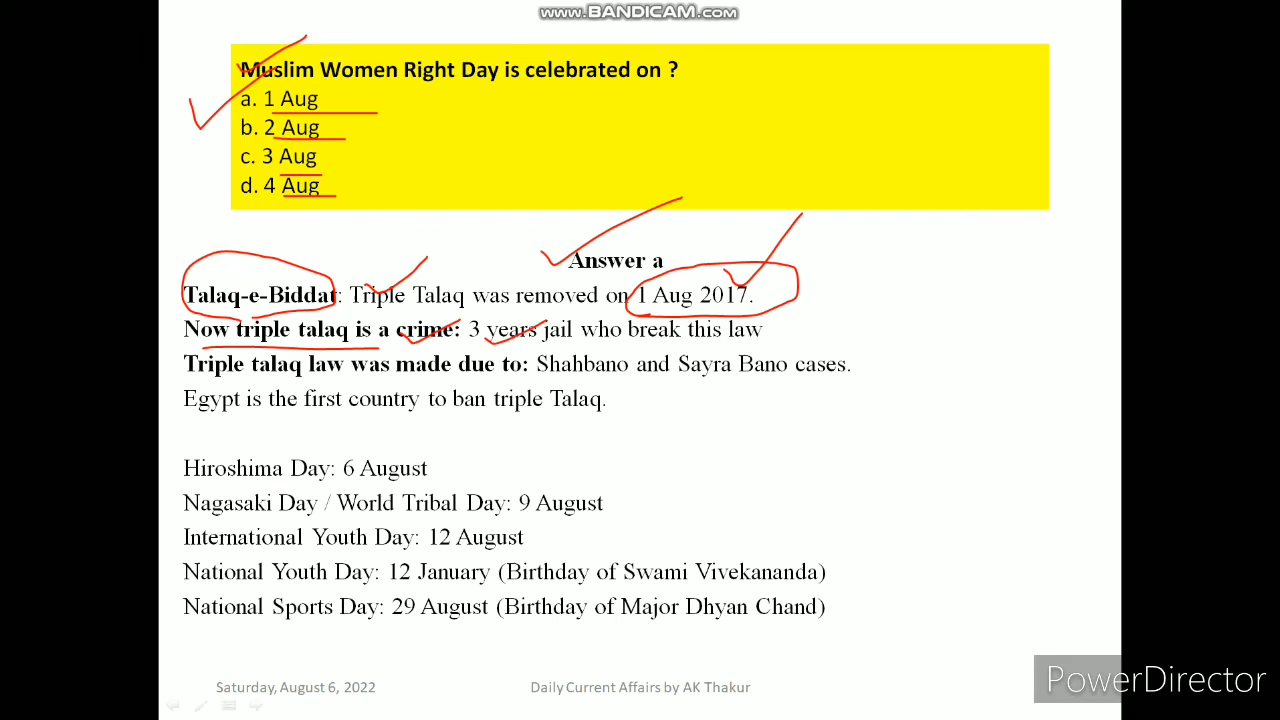 www.BANDICAM.com
Muslim Women Right Day is celebrated on ?
a. 1 Aug
b. 2 Aug
c. 3 Aug
d. 4 Aug
Answer a
Talaq-e-Biddat: Triple Talaq was removed on 1 Aug 2017.
Now triple talaq is a crime: 3 years jail who break this law
Triple talaq law was made due to: Shahbano and Sayra Bano cases.
Egypt is the first country to ban triple Talaq.
Hiroshima Day: 6 August
Nagasaki Day / World Tribal Day: 9 August
International Youth Day: 12 August
National Youth Day: 12 January (Birthday of Swami Vivekananda)
National Sports Day: 29 August (Birthday of Major Dhyan Chand)
Saturday, August 6, 2022
Daily Current Affairs by AK Thakur
PowerDirector